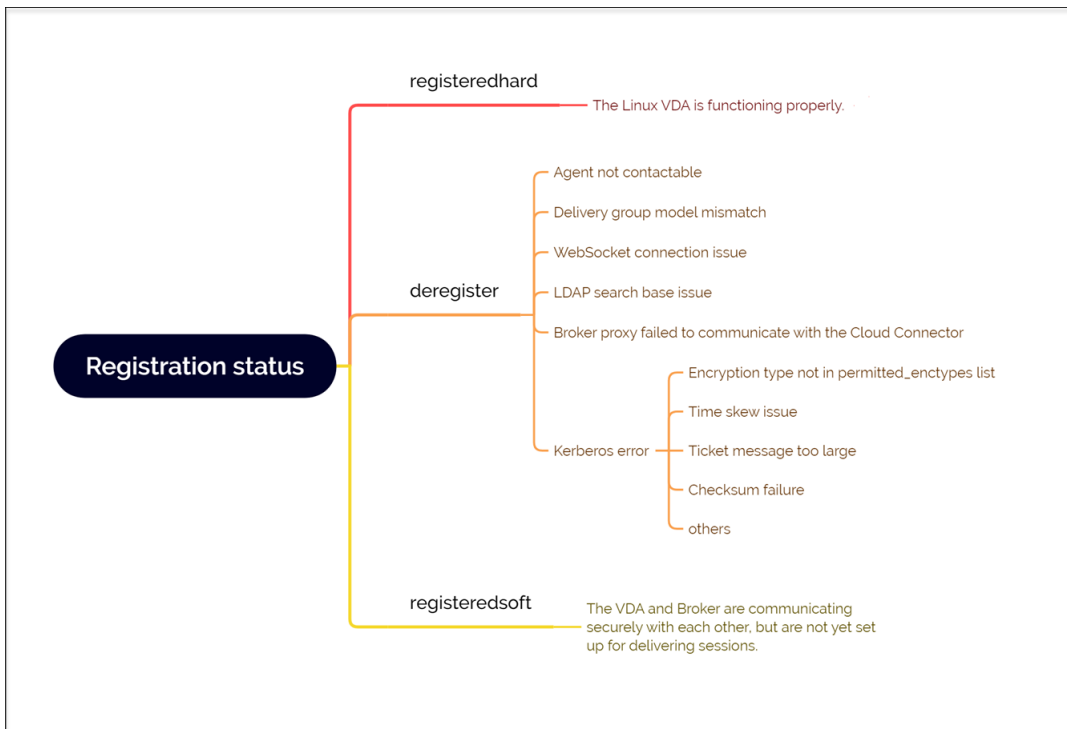 registeredhard
The Linux VDA is functioning properly.
Agent not contactable
Delivery group model mismatch
WebSocket connection issue
deregister
LDAP search base issue
Broker proxy failed to communicate with the Cloud Connector
Registration status
Encryption type not in permitted_enctypes list
Time skew issue
Kerberos error
Ticket message too large
Checksum failure
others
registeredsoft
The VDA and Broker are communicating
securely with each other, but are not yet set
up for delivering sessions.